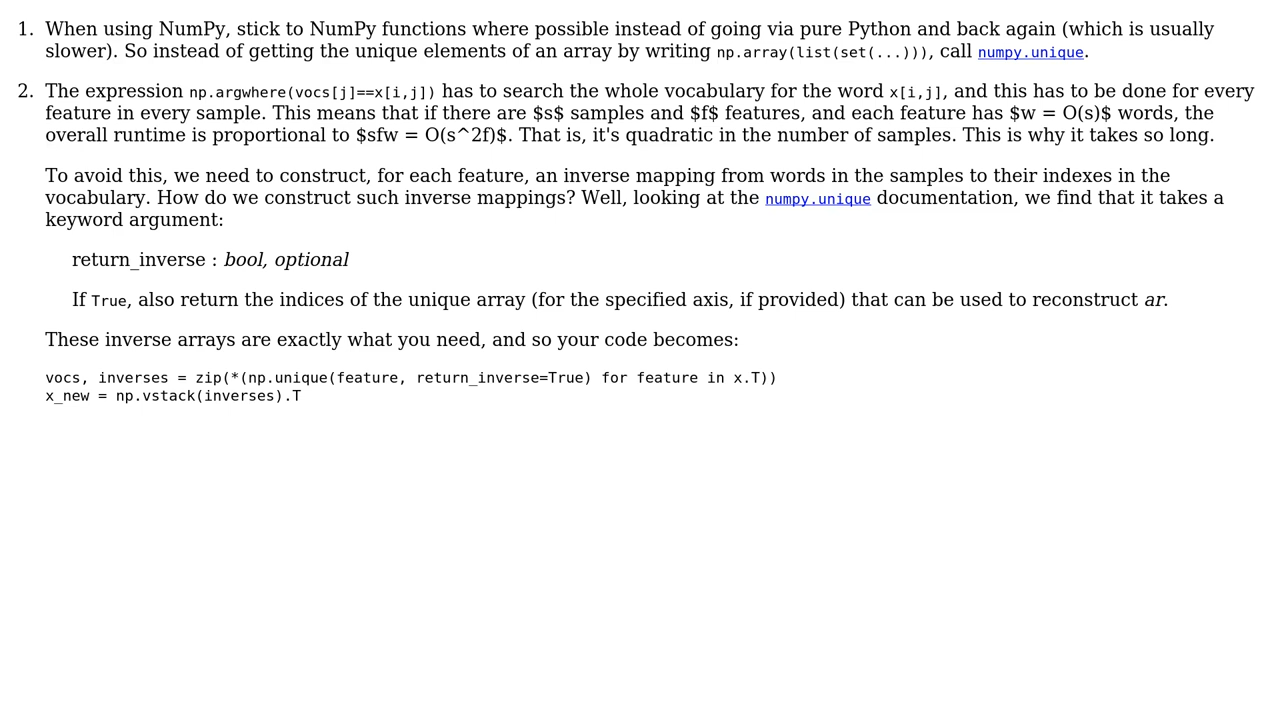 1. When using NumPy, stick to NumPy functions where possible instead of going via pure Python and back again (which is usually
slower). So instead of getting the unique elements of an array by writing np.array(list(set(...))), call numpy.unique.
2. The expression np.argwhere(vocs[j]==x[i,j]) has to search the whole vocabulary for the word x[i,j], and this has to be done for every
feature in every sample. This means that if there are $s$ samples and $f$ features, and each feature has $w = O(s)$ words, the
overall runtime is proportional to $sfw = O(s^2f)$. That is, it's quadratic in the number of samples. This is why it takes so long.
To avoid this, we need to construct, for each feature, an inverse mapping from words in the samples to their indexes in the
vocabulary. How do we construct such inverse mappings? Well, looking at the numpy.unique documentation, we find that it takes a
keyword argument:
return_inverse : bool, optional
If True, also return the indices of the unique array (for the specified axis, if provided) that can be used to reconstruct ar.
These inverse arrays are exactly what you need, and so your code becomes:
vocs, inverses = zip(*(np.unique(feature, return_inverse=True) for feature in x.T))
x_new = np.vstack(inverses).T